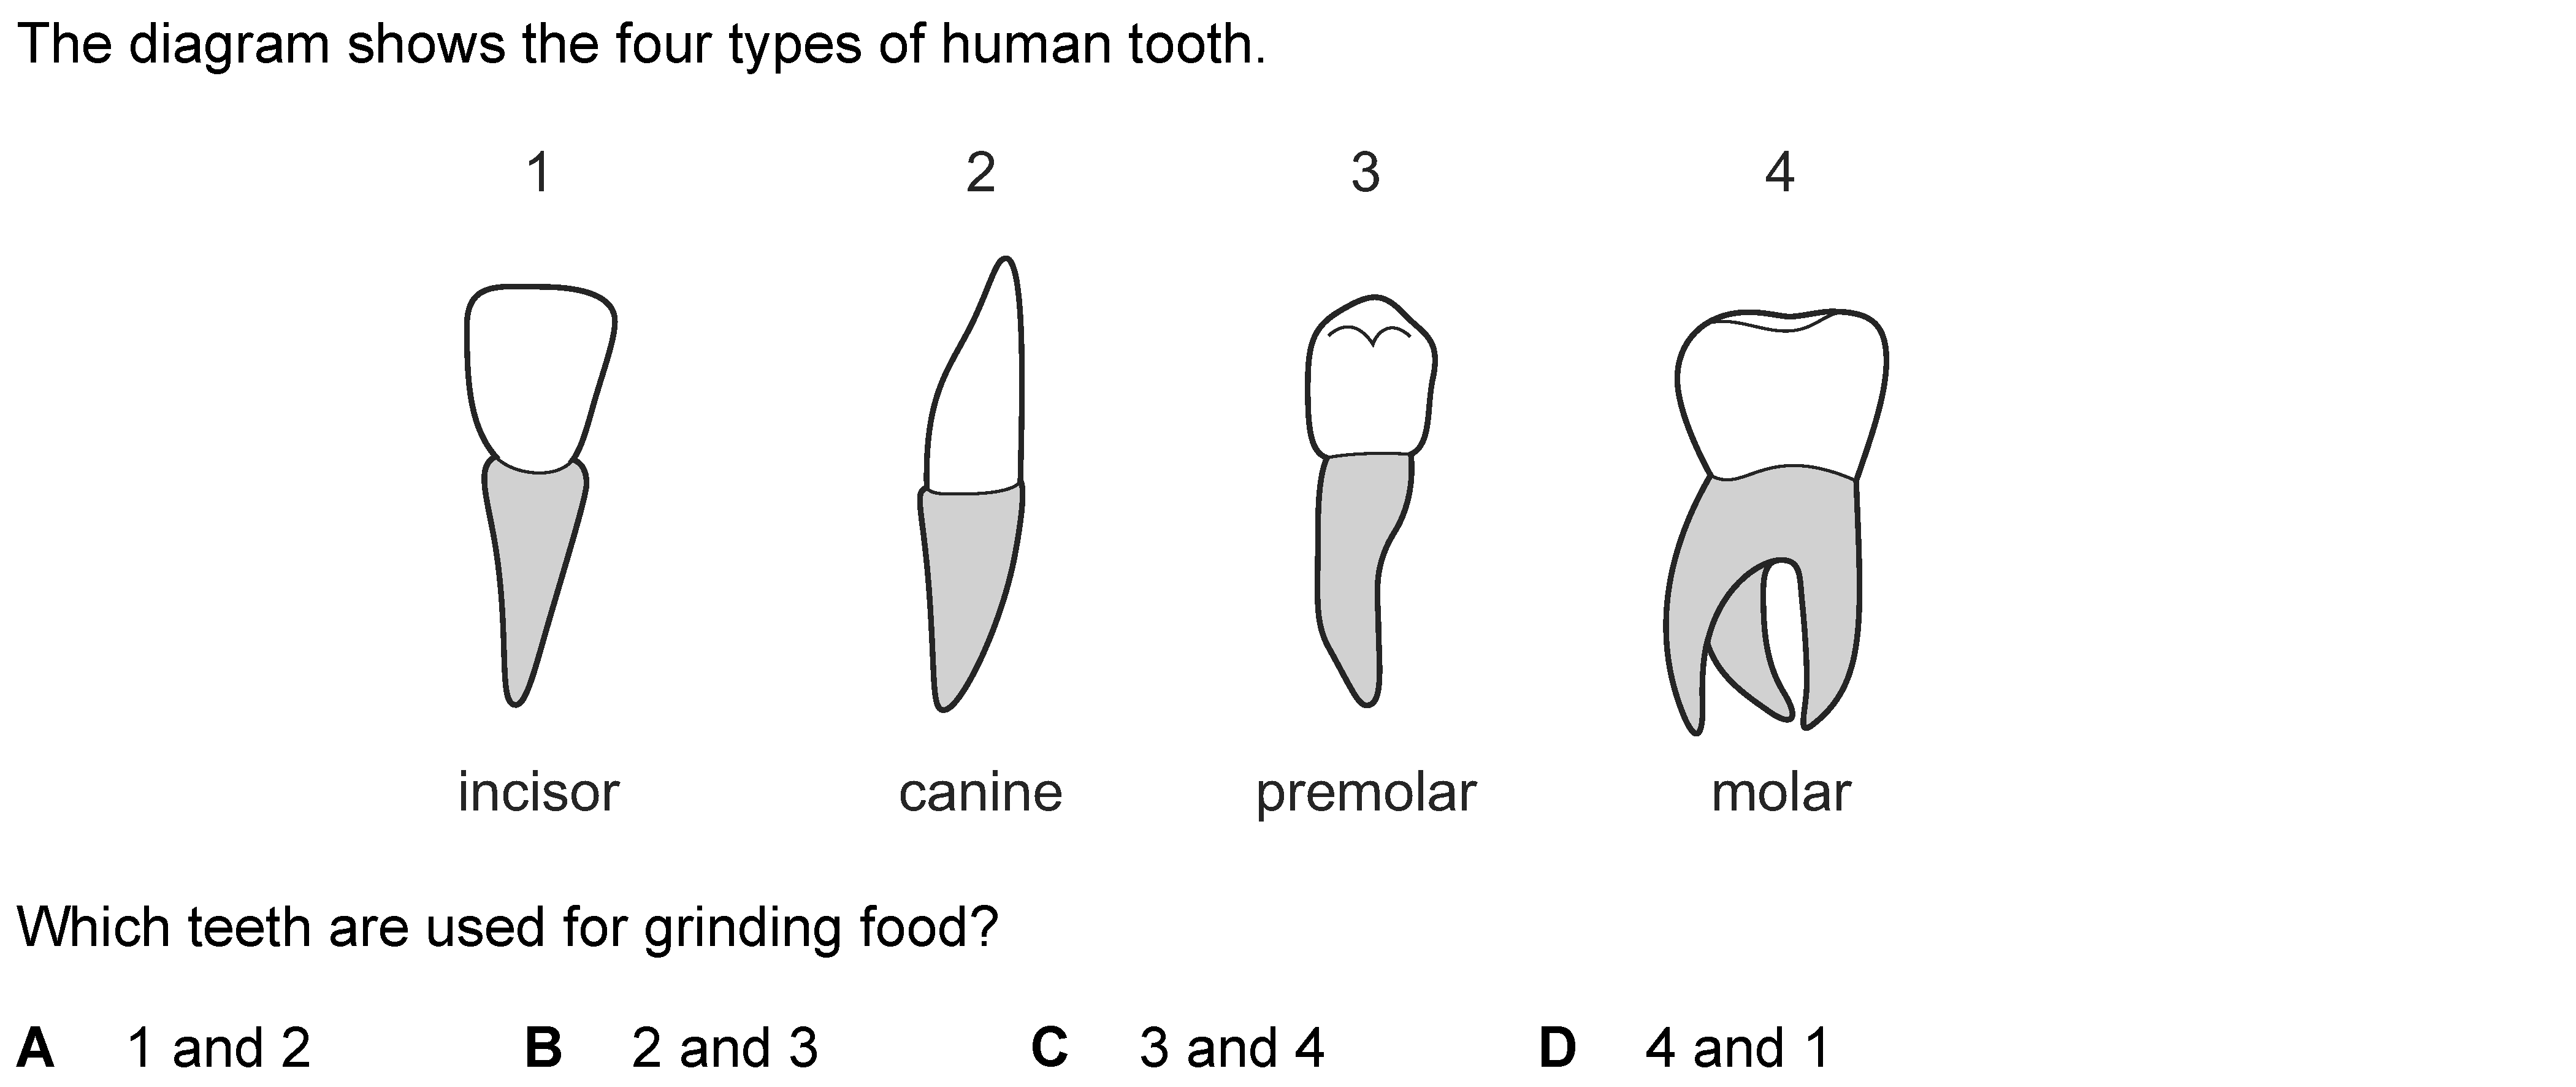 The diagram shows the four types of human tooth.
1 2 3 4
incisor canine premolar molar
Which teeth are used for grinding food?
A 1 and 2 B 2 and 3 C 3 and 4 D 4 and 1